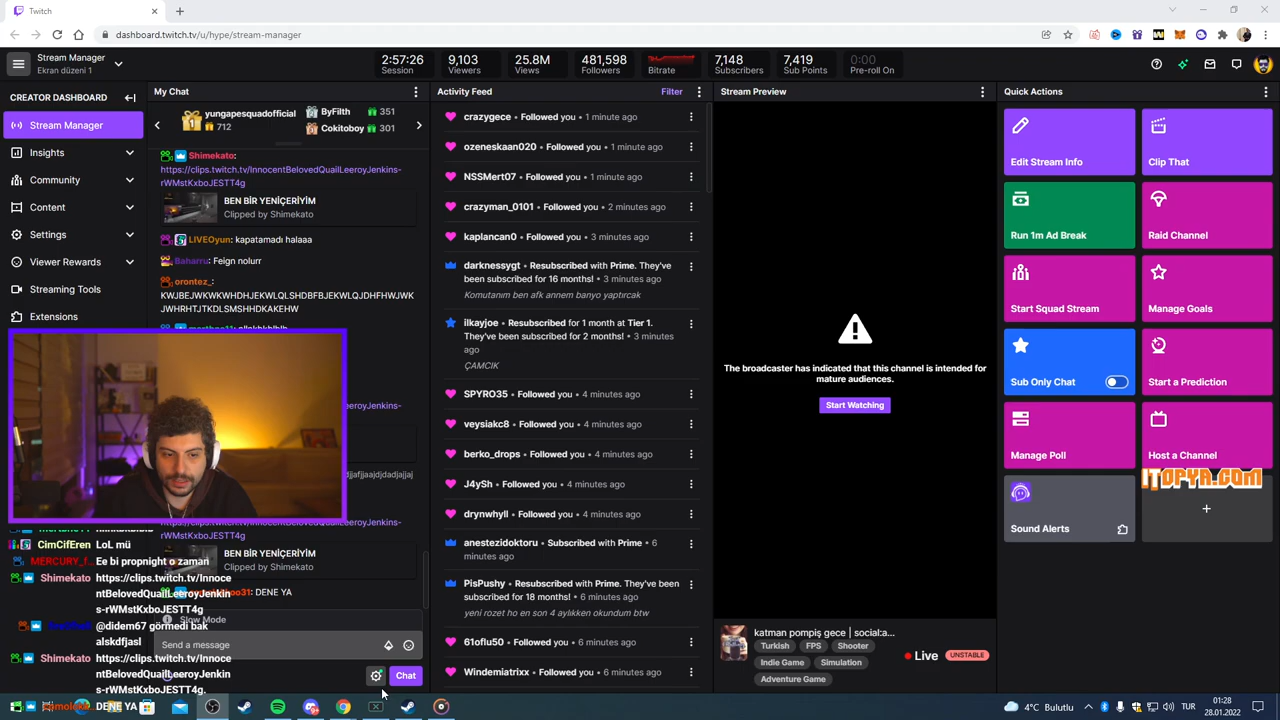 Twitch
dashboard.twitch.tv/u/hype/stream-manager
Stream Manager
Ekran düzeni 1
2:57:26
Session
9,103
Viewers
25.8M
Views
481,598
Followers
Bitrate
7,148
Subscribers
7,419
Sub Points
0:00
Pre-roll On
CREATOR DASHBOARD
Stream Manager
Insights
Community
Content
Settings
Viewer Rewards
Streaming Tools
Extensions
My Chat
yungapesquadofficial
712
ByFilth 351
Cokitoboy 301
Shimekato:
https://clips.twitch.tv/InnocentBelovedQuailLeeroyJenkins-
rWMstKxboJESTT4g
BEN BİR YENİÇERİYİM
Clipped by Shimekato
LIVEOyun: kapatamadı halaaa
Baharru: Feign nolurr
orontez_:
KWJBEJWKWKWHDHJEKWLQLSHDBFBJEKWLQJDHFHWJWK
JWHRHTJTKDLSMSHHDKAKEHW
BEN BİR YENİÇERİYİM
Clipped by Shimekato
DENE YA
Slow Mode
Send a message
Chat
CimCifEren LoL mü
Ee bi propnight o zaman
Shimekato https://clips.twitch.tv/Innoce
ntBelovedQuailLeeroyJenkin
s-rWMstKxboJESTT4g
@didem67 görmedi bak
alskdfjasl
Shimekato https://clips.twitch.tv/Innoce
ntBelovedQuailLeeroyJenkin
s-rWMstKxboJESTT4g.
DENE YA
Activity Feed
Filter
crazygece • Followed you • 1 minute ago
ozereskaan020 • Followed you • 1 minute ago
NSSMert07 • Followed you • 1 minute ago
crazyman_0101 • Followed you • 2 minutes ago
kaplancan0 • Followed you • 3 minutes ago
darknessygt • Resubscribed with Prime. They've
been subscribed for 16 months! • 3 minutes ago
Komutanım ben afk annem banyo yaptırcak
ilkayjoe • Resubscribed for 1 month at Tier 1.
They've been subscribed for 2 months! • 3 minutes
ago
ÇAMCIK
SPYRO35 • Followed you • 4 minutes ago
veysiakc8 • Followed you • 4 minutes ago
berko_drops • Followed you • 4 minutes ago
J4ySh • Followed you • 4 minutes ago
drynwhyll • Followed you • 4 minutes ago
anestezidoktoru • Subscribed with Prime • 6
minutes ago
PisPushy • Resubscribed with Prime. They've been
subscribed for 18 months! • 6 minutes ago
yeni rozet ho en son 4 aylıkken okundum btw
61oflu50 • Followed you • 6 minutes ago
Windemiatrixx • Followed you • 6 minutes ago
Stream Preview
The broadcaster has indicated that this channel is intended for
mature audiences.
Start Watching
katman pompiş gece | social:a...
Turkish
FPS
Shooter
Indie Game
Simulation
Adventure Game
Live
UNSTABLE
Quick Actions
Edit Stream Info
Clip That
Run 1m Ad Break
Raid Channel
Start Squad Stream
Manage Goals
Sub Only Chat
Start a Prediction
Manage Poll
Host a Channel
ITOPYA.COM
Sound Alerts
+
4°C Bulutlu
TUR
01:28
28.01.2022